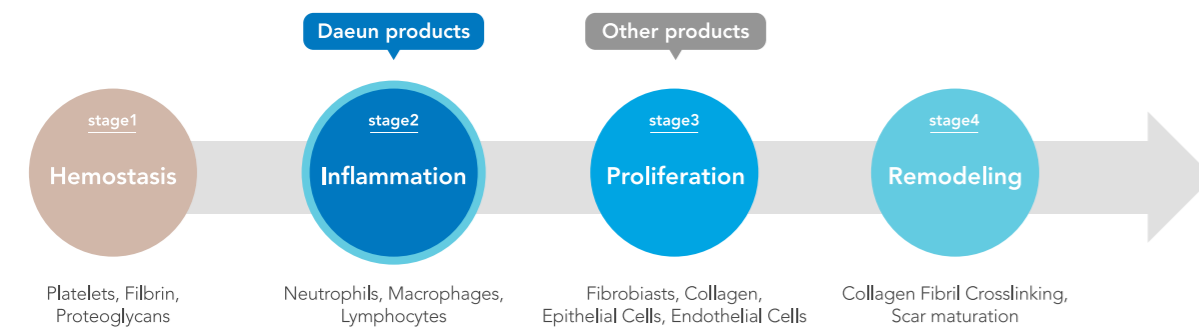 Daeun products
Other products
stage1
Hemostasis
stage2
Inflammation
stage3
Proliferation
stage4
Remodeling
Platelets, Filbrin,
Proteoglycans
Neutrophils, Macrophages,
Lymphocytes
Fibrobiasts, Collagen,
Epithelial Cells, Endothelial Cells
Collagen Fibril Crosslinking,
Scar maturation